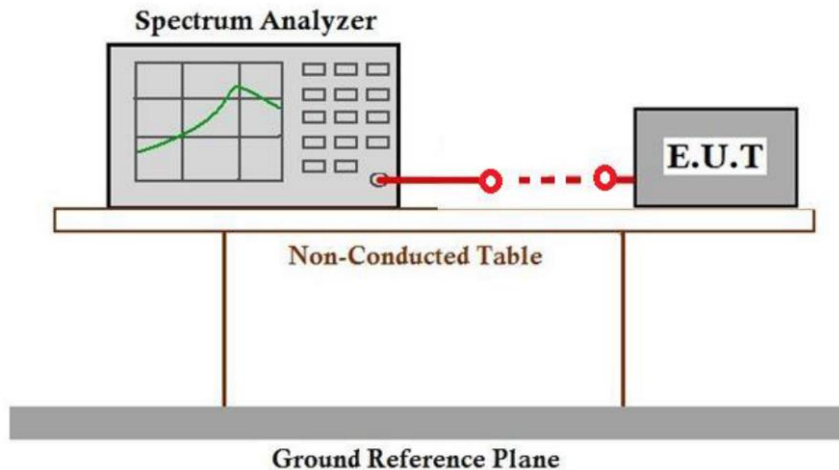 Spectrum Analyzer
E.U.T
Non-Conducted Table
Ground Reference Plane